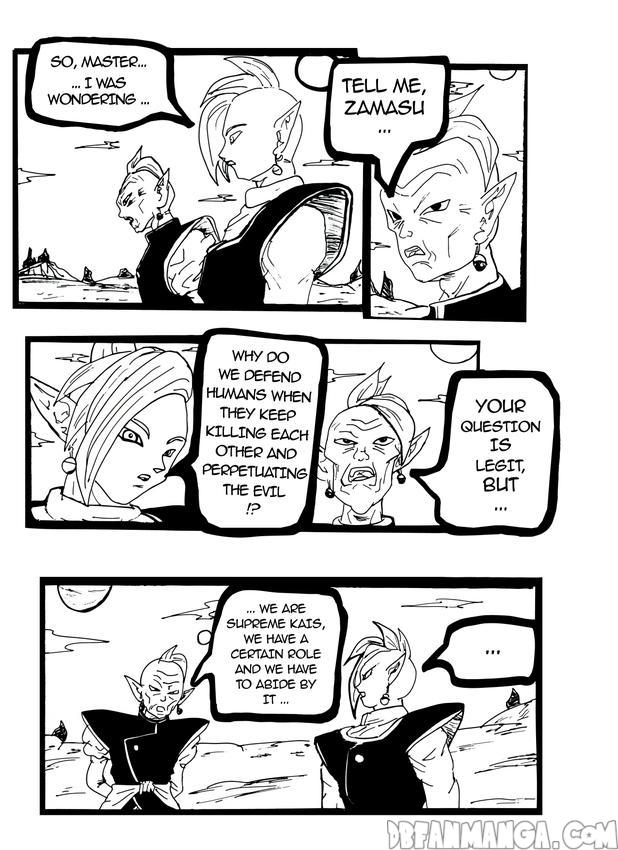 SO, MASTER...
... I WAS
WONDERING ...
TELL ME,
ZAMASU
...
WHY DO
WE DEFEND
HUMANS WHEN
THEY KEEP
KILLING EACH
OTHER AND
PERPETUATING
THE EVIL
!?
YOUR
QUESTION
IS
LEGIT,
BUT
...
... WE ARE
SUPREME KAIS,
WE HAVE A
CERTAIN ROLE
AND WE HAVE
TO ABIDE BY
IT ...
...
DBFANMANGA.COM